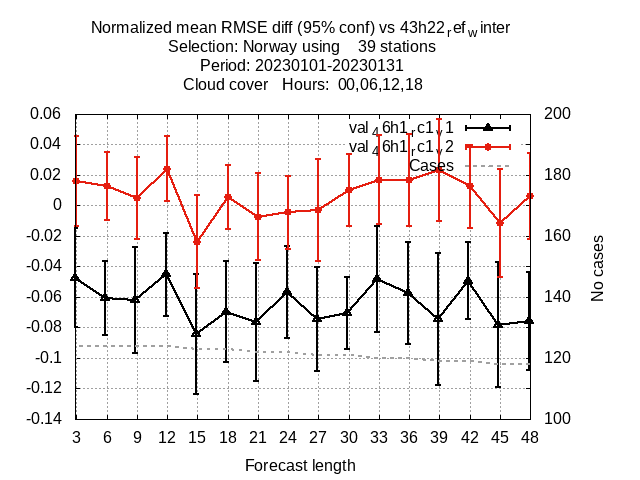 Normalized mean RMSE diff (95% conf) vs 43h22ref_winter
Selection: Norway using    39 stations
Period: 20230101-20230131
Cloud cover   Hours:  00,06,12,18
0.06
0.04
0.02
0
-0.02
-0.04
-0.06
-0.08
-0.1
-0.12
-0.14
val_46h1_rc1_v1
val_46h1_rc1_v2
Cases
200
180
160
140
120
100
No cases
3 6 9 12 15 18 21 24 27 30 33 36 39 42 45 48
Forecast length